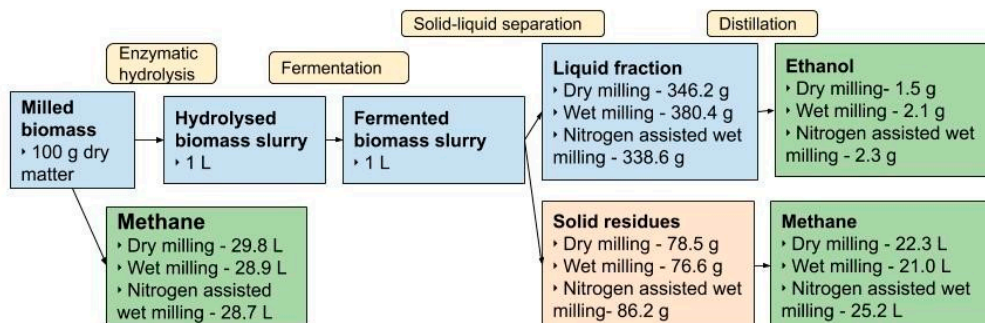 Solid-liquid separation
Distillation
Enzymatic
hydrolysis
Fermentation
Milled
biomass
‣ 100 g dry
matter
Hydrolysed
biomass slurry
‣ 1 L
Fermented
biomass slurry
‣ 1 L
Liquid fraction
‣ Dry milling - 346.2 g
‣ Wet milling - 380.4 g
‣ Nitrogen assisted wet
milling - 338.6 g
Ethanol
‣ Dry milling- 1.5 g
‣ Wet milling - 2.1 g
‣ Nitrogen assisted wet
milling - 2.3 g
Methane
‣ Dry milling - 29.8 L
‣ Wet milling - 28.9 L
‣ Nitrogen assisted
wet milling - 28.7 L
Solid residues
‣ Dry milling - 78.5 g
‣ Wet milling - 76.6 g
‣ Nitrogen assisted wet
milling- 86.2 g
Methane
‣ Dry milling - 22.3 L
‣ Wet milling - 21.0 L
‣ Nitrogen assisted wet
milling - 25.2 L